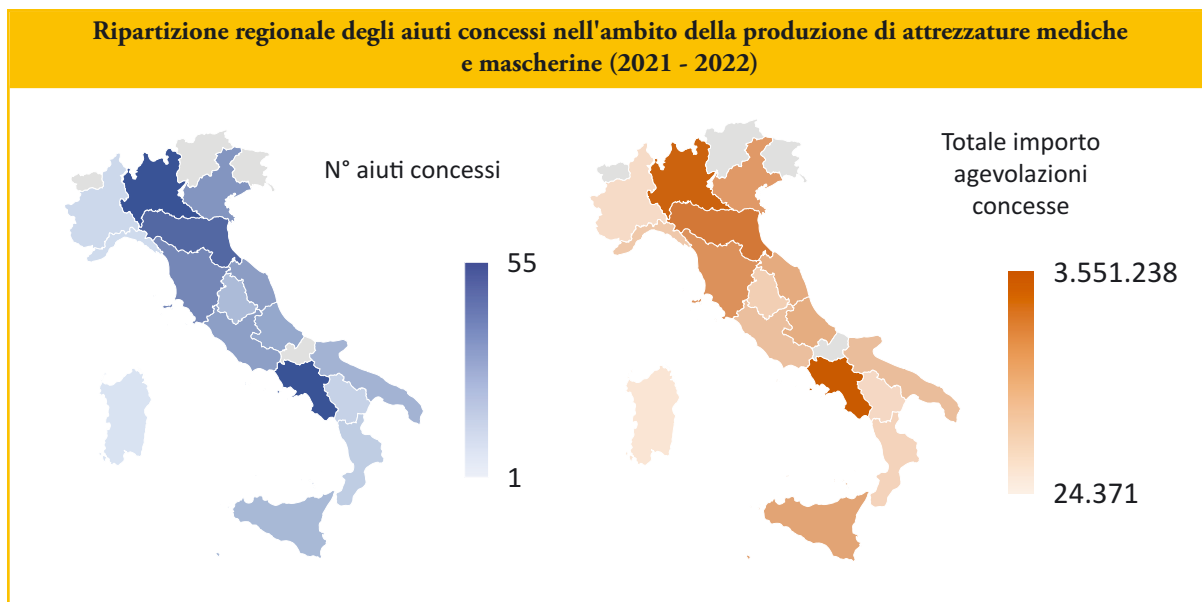 Ripartizione regionale degli aiuti concessi nell'ambito della produzione di attrezzature mediche
e mascherine (2021 - 2022)
N° aiuti concessi
55
1
Totale importo
agevolazioni
concesse
3.551.238
24.371